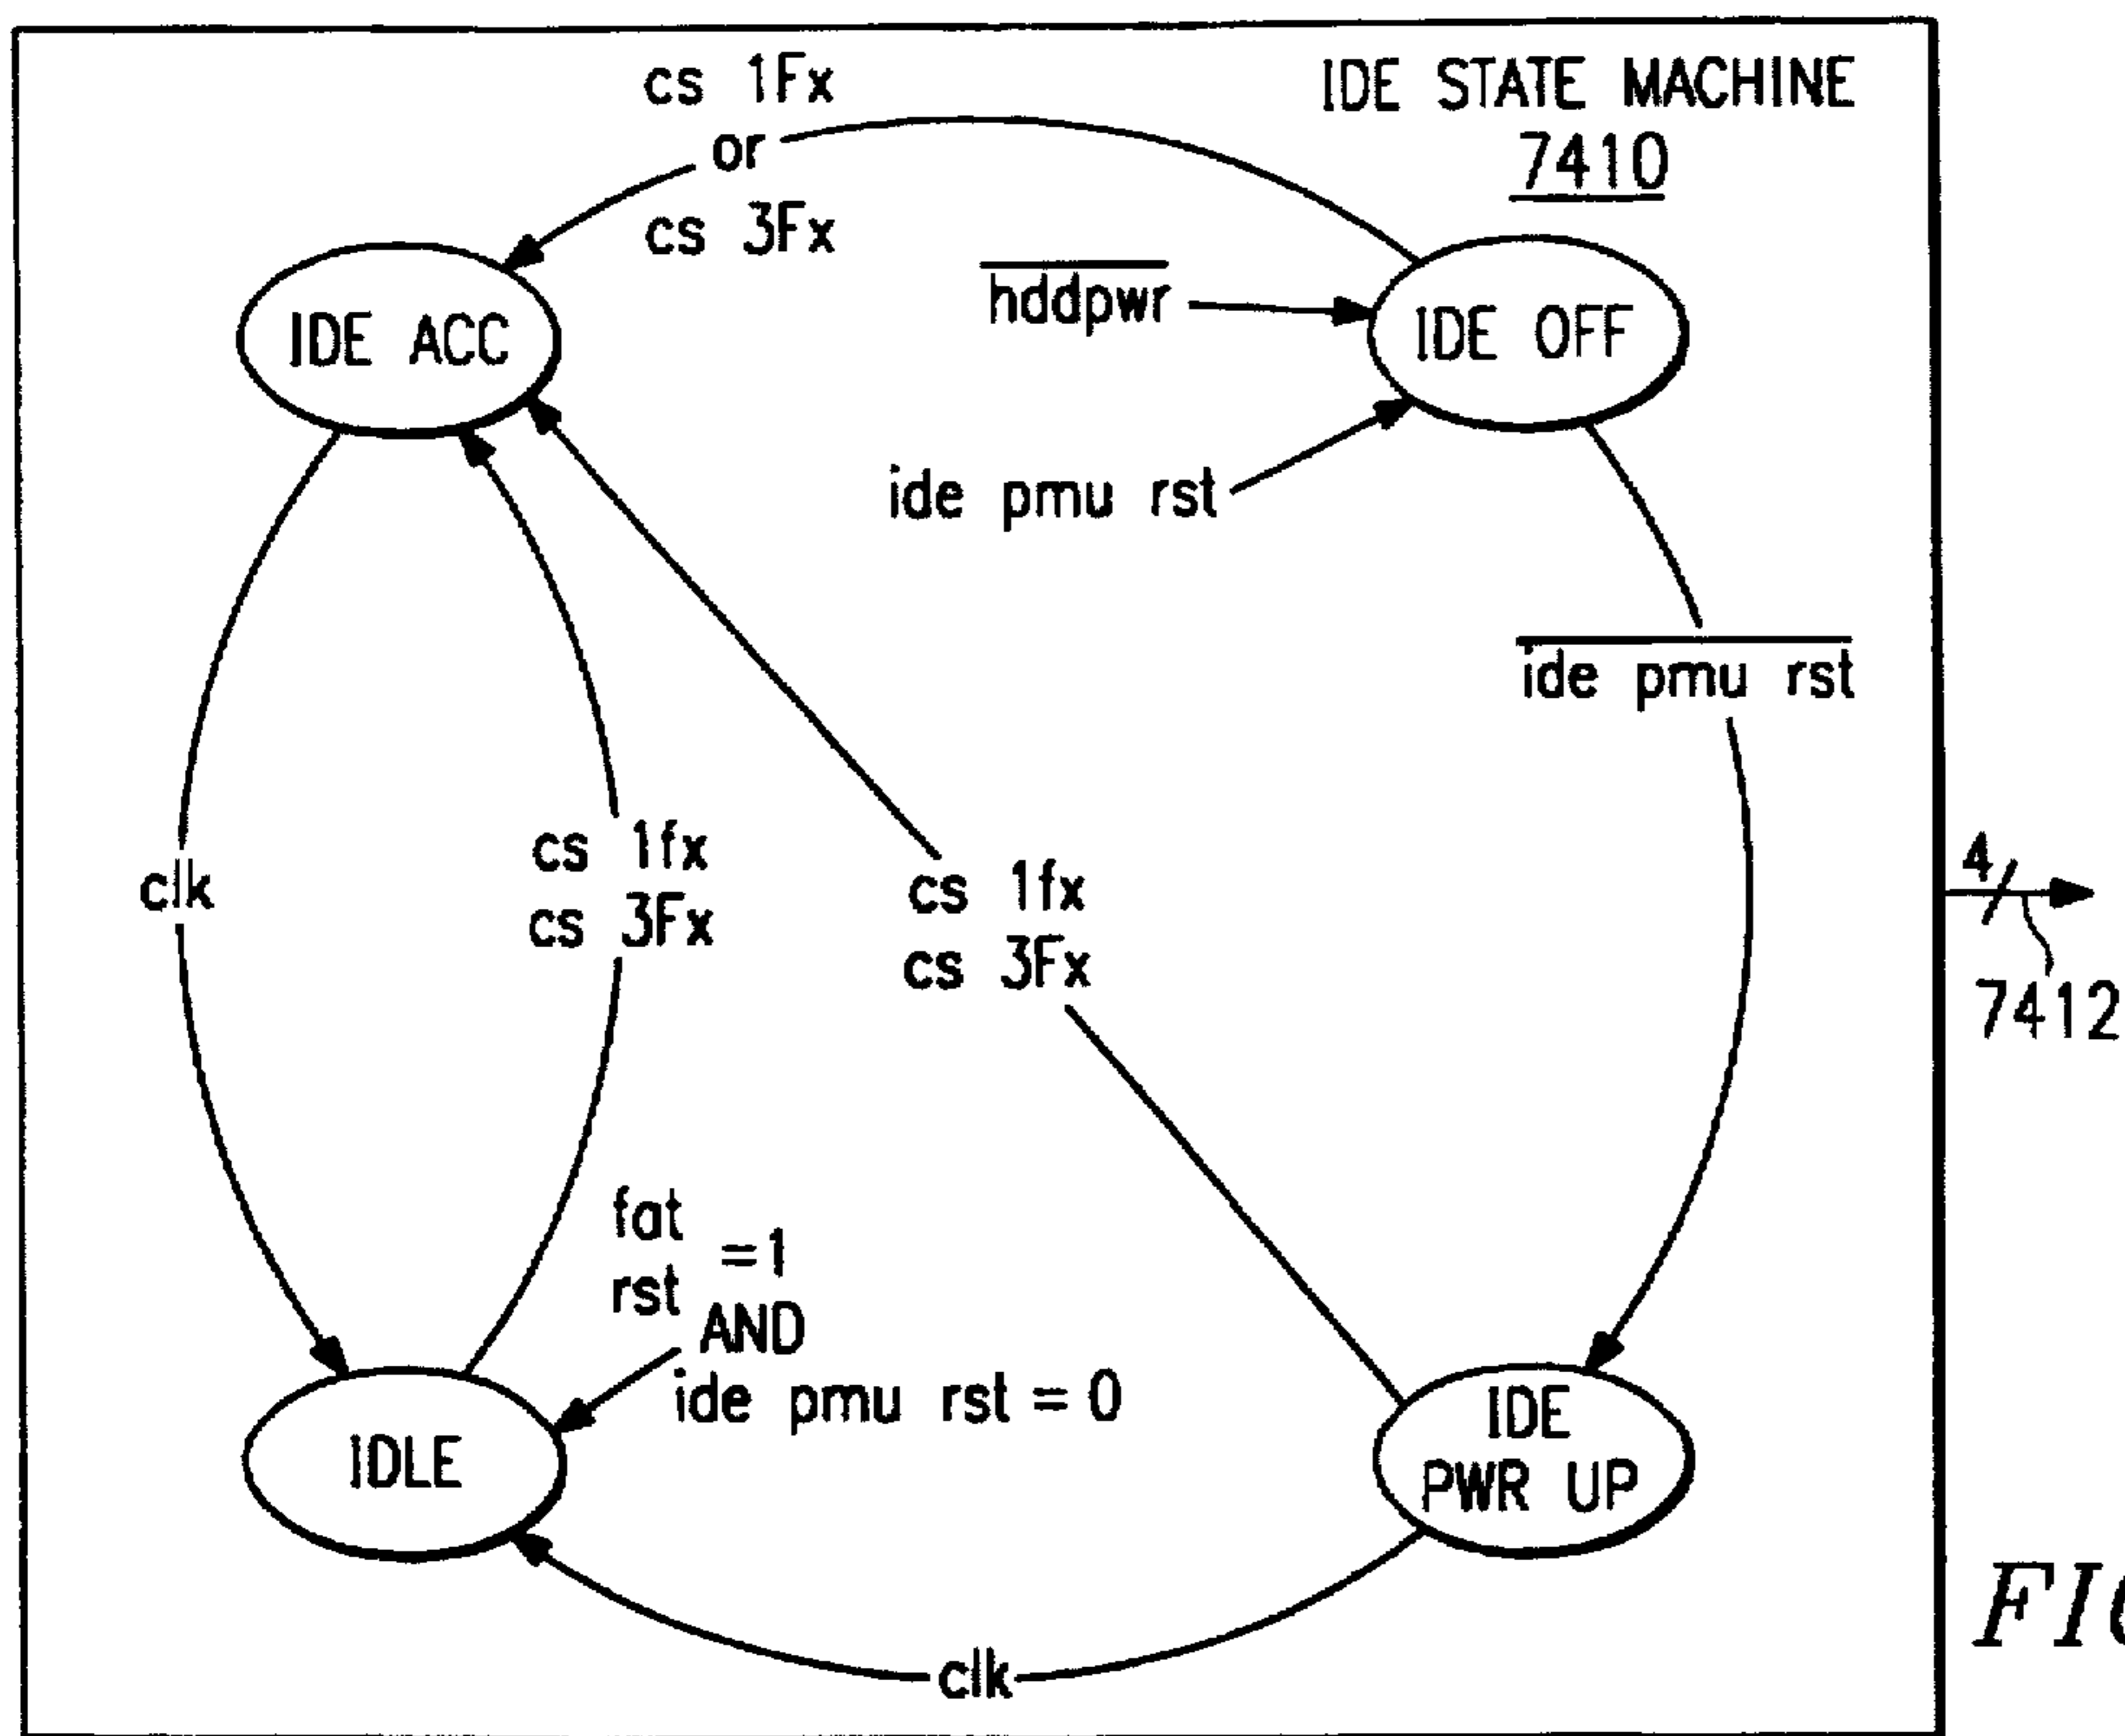 cs 1Fx
or
cs 3Fx
IDE STATE MACHINE
7410
IDE ACC
hddpwr
IDE OFF
ide pmu rst
ide pmu rst
clk
cs 1fx
cs 3Fx
cs 1fx
cs 3Fx
4
7412
fat
rst
=1
AND
ide pmu rst = 0
IDLE
IDE
PWR UP
clk